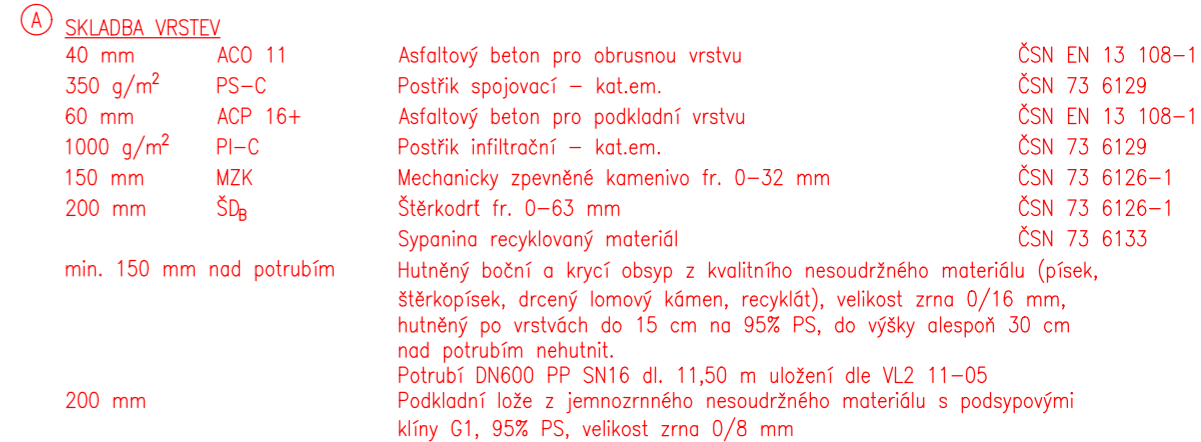 A SKLADBA VRSTEV
40 mm ACO 11 Asfaltový beton pro obrusnou vrstvu ČSN EN 13 108-1
350 g/m² PS-C Postřik spojovací - kat.em. ČSN 73 6129
60 mm ACP 16+ Asfaltový beton pro podkladní vrstvu ČSN EN 13 108-1
1000 g/m² PI-C Postřik infiltrační - kat.em. ČSN 73 6129
150 mm MZK Mechanicky zpevněné kamenivo fr. 0-32 mm ČSN 73 6126-1
200 mm ŠDB Štěrkodrť fr. 0-63 mm ČSN 73 6126-1
Sypanina recyklovaný materiál ČSN 73 6133
min. 150 mm nad potrubím Hutněný boční a krycí obsyp z kvalitního nesoudržného materiálu (písek,
štěrkopísek, drcený lomový kámen, recyklát), velikost zrna 0/16 mm,
hutněný po vrstvách do 15 cm na 95% PS, do výšky alespoň 30 cm
nad potrubím nehutnit.
Potrubí DN600 PP SN16 dl. 11,50 m uložení dle VL2 11-05
200 mm Podkladní lože z jemnozrnného nesoudržného materiálu s podsypovými
klíny G1, 95% PS, velikost zrna 0/8 mm